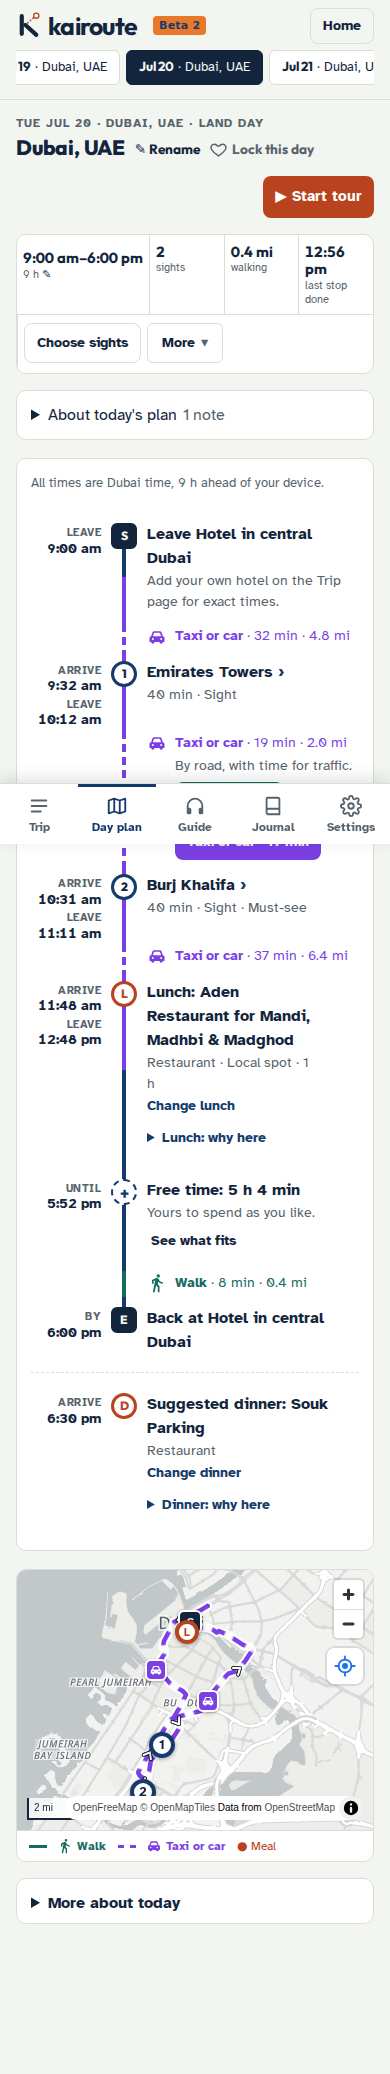 kairoute Beta 2 Home
19 · Dubai, UAE Jul 20 · Dubai, UAE Jul 21 · Dubai, U
TUE JUL 20 · DUBAI, UAE · LAND DAY
Dubai, UAE ✎ Rename ♡ Lock this day
▶ Start tour
9:00 am–6:00 pm
9 h ✎
2
sights
0.4 mi
walking
12:56
pm
last stop
done
Choose sights More ▼
▶ About today's plan 1 note
All times are Dubai time, 9 h ahead of your device.
LEAVE
9:00 am
S
Leave Hotel in central
Dubai
Add your own hotel on the Trip
page for exact times.
Taxi or car · 32 min · 4.8 mi
ARRIVE
9:32 am
LEAVE
10:12 am
1
Emirates Towers ›
40 min · Sight
Taxi or car · 19 min · 2.0 mi
By road, with time for traffic.
Trip Day plan Guide Journal Settings
ARRIVE
10:31 am
LEAVE
11:11 am
2
Burj Khalifa ›
40 min · Sight · Must-see
Taxi or car · 37 min · 6.4 mi
ARRIVE
11:48 am
LEAVE
12:48 pm
L
Lunch: Aden
Restaurant for Mandi,
Madhbi & Madghod
Restaurant · Local spot · 1
h
Change lunch
▶ Lunch: why here
UNTIL
5:52 pm
+
Free time: 5 h 4 min
Yours to spend as you like.
See what fits
Walk · 8 min · 0.4 mi
BY
6:00 pm
E
Back at Hotel in central
Dubai
ARRIVE
6:30 pm
D
Suggested dinner: Souk
Parking
Restaurant
Change dinner
▶ Dinner: why here
+
−
D
L
PEARL JUMEIRAH
BU DU
JUMEIRAH
BAY ISLAND
1
2
2 mi
OpenFreeMap © OpenMapTiles Data from OpenStreetMap
Walk Taxi or car Meal
▶ More about today